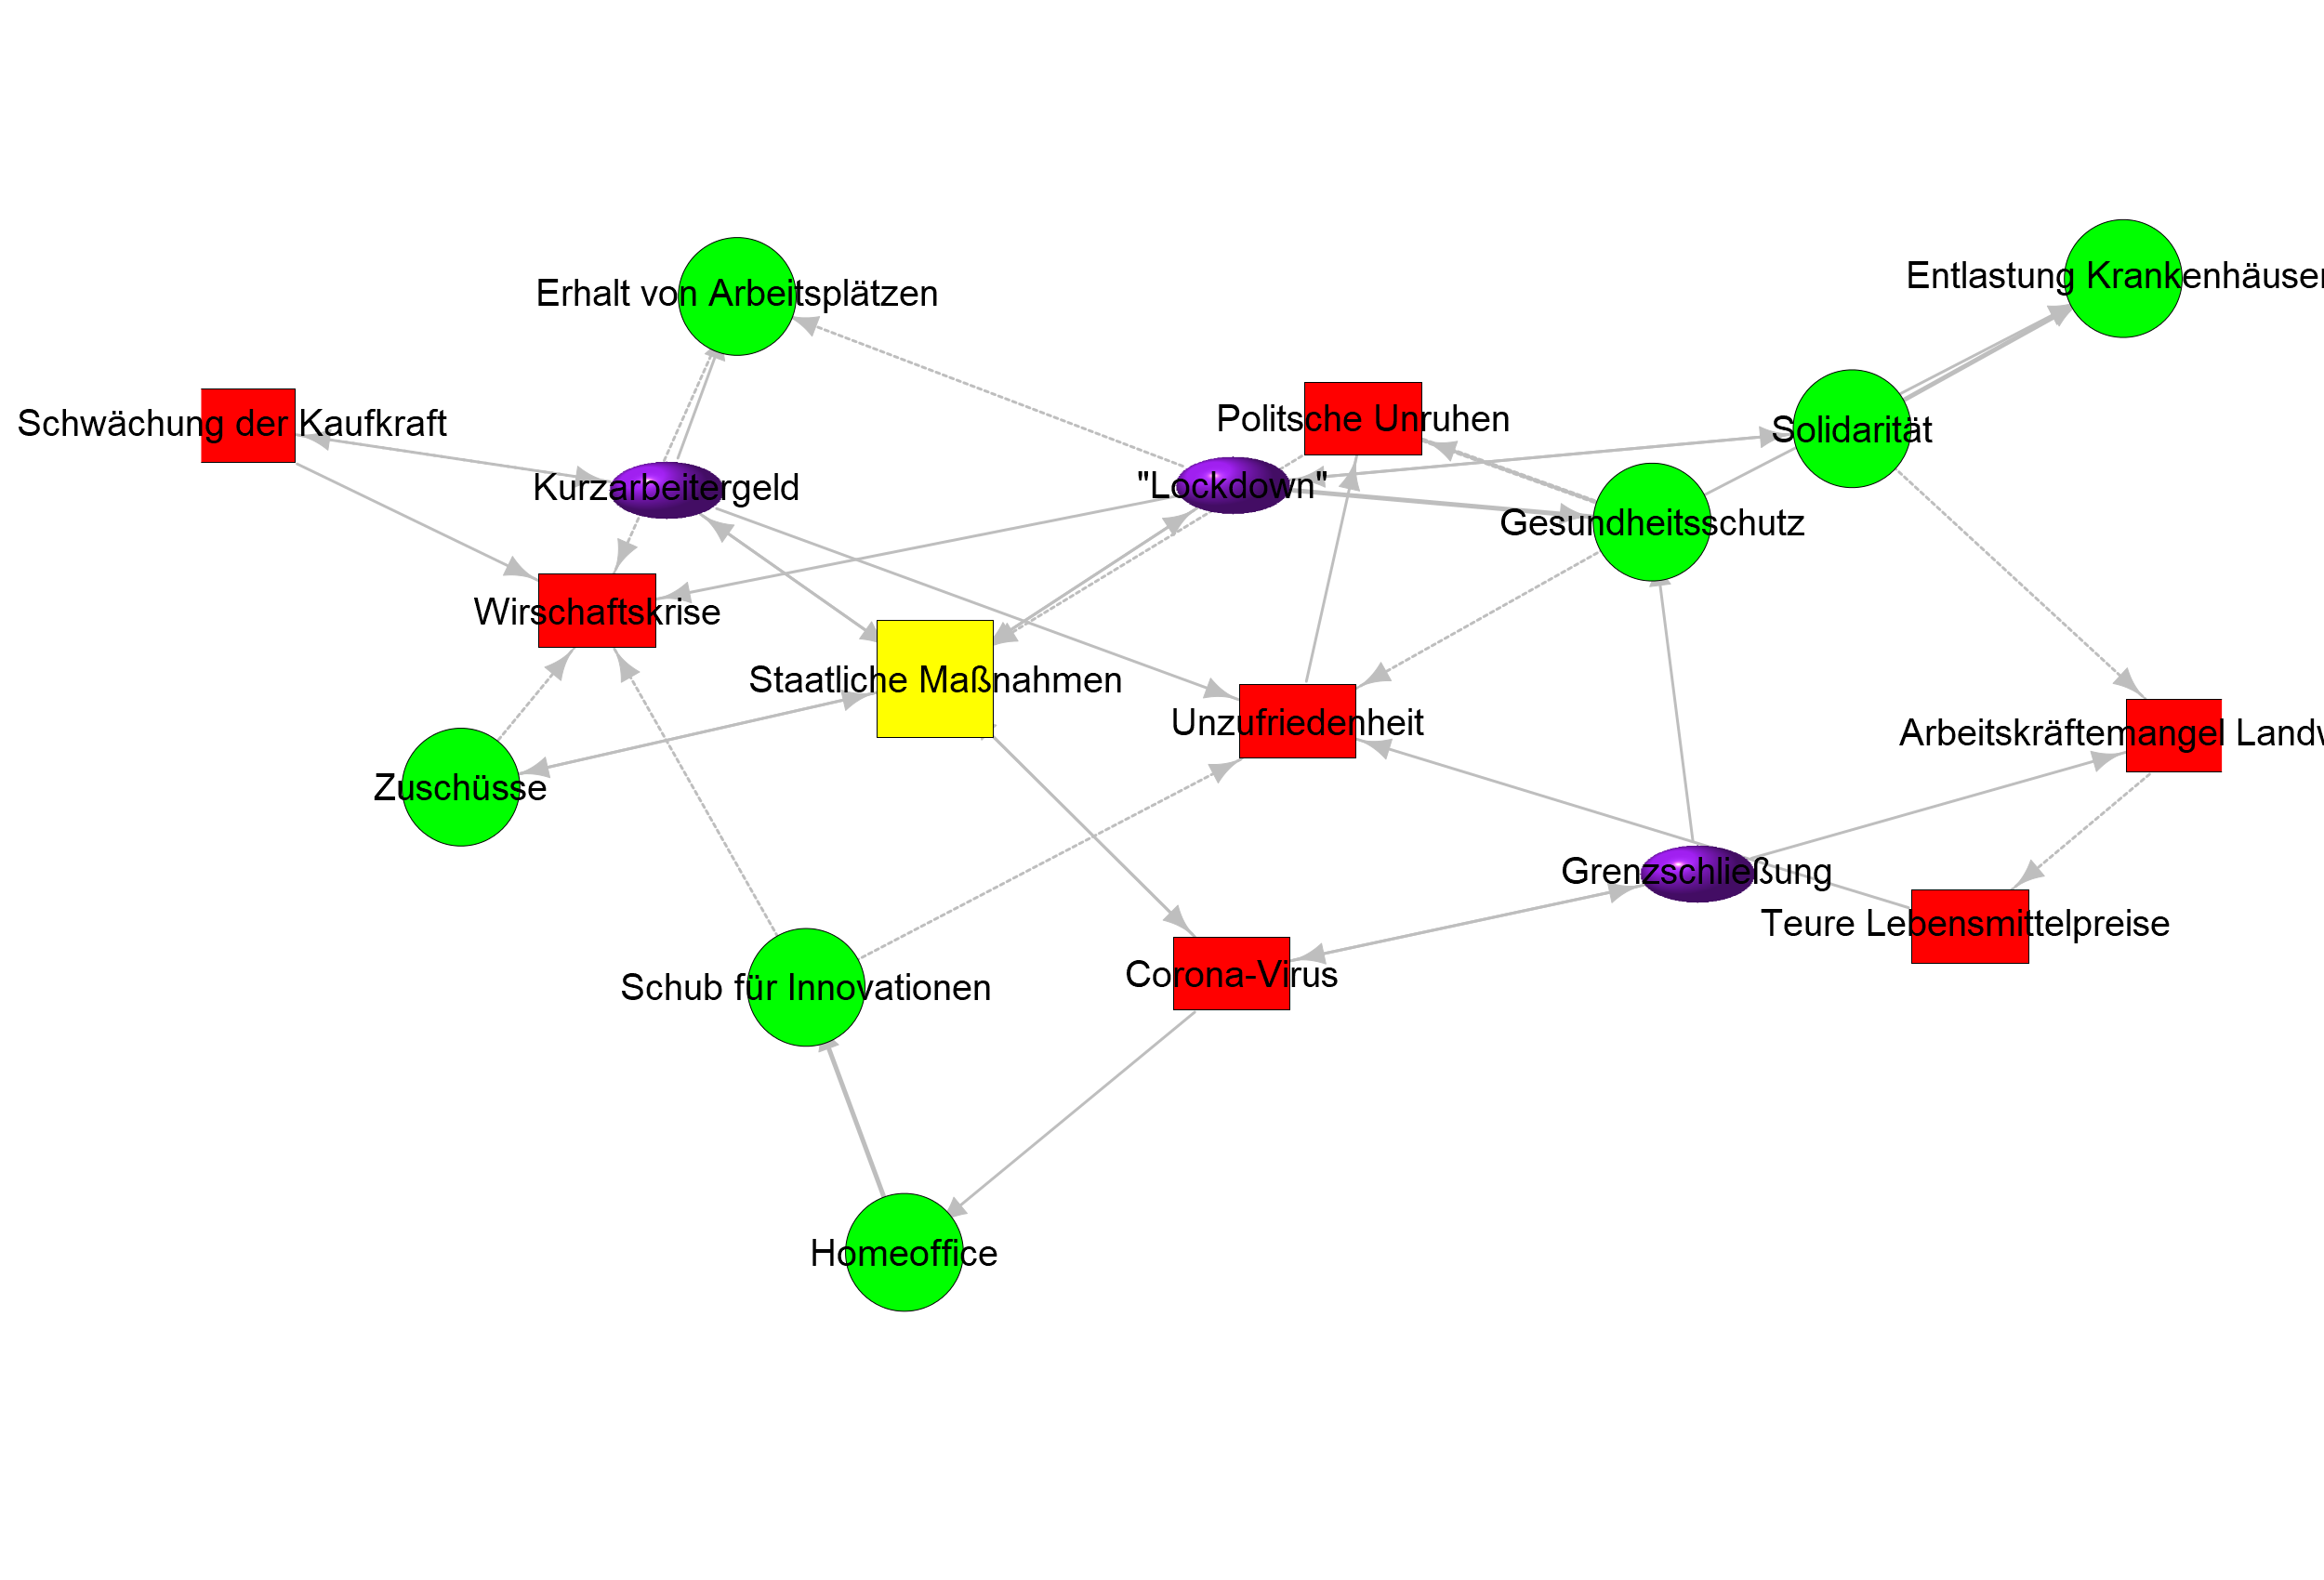 Entlastung Krankenhäuser
Erhalt von Arbeitsplätzen
Schwächung der Kaufkraft
Politsche Unruhen
Solidarität
Kurzarbeitergeld
"Lockdown"
Gesundheitsschutz
Wirschaftskrise
Staatliche Maßnahmen
Unzufriedenheit
Arbeitskräftemangel
Zuschüsse
Grenzschließung
Teure Lebensmittelpreise
Corona-Virus
Schub für Innovationen
Homeoffice